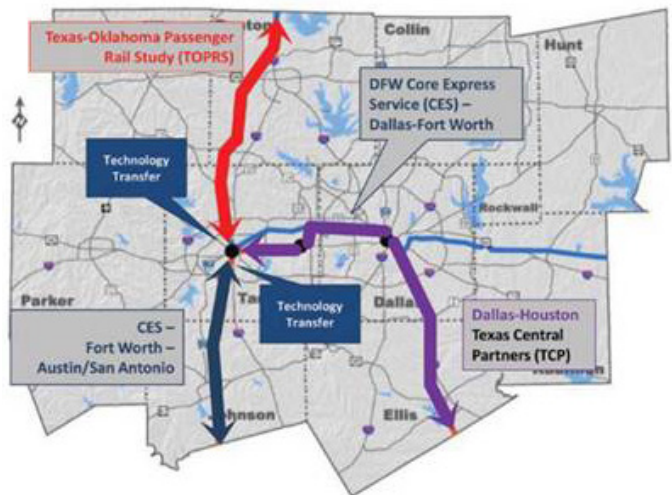 Collin
Hunt
Texas-Oklahoma Passenger
Rail Study (TOPRS)
DFW Core Express
Service (CES) –
Dallas-Fort Worth
Technology
Transfer
Rockwall
Parker
Dallas
Technology
Transfer
CES –
Fort Worth –
Austin/San Antonio
Dallas-Houston
Texas Central
Partners (TCP)
Johnson
Ellis